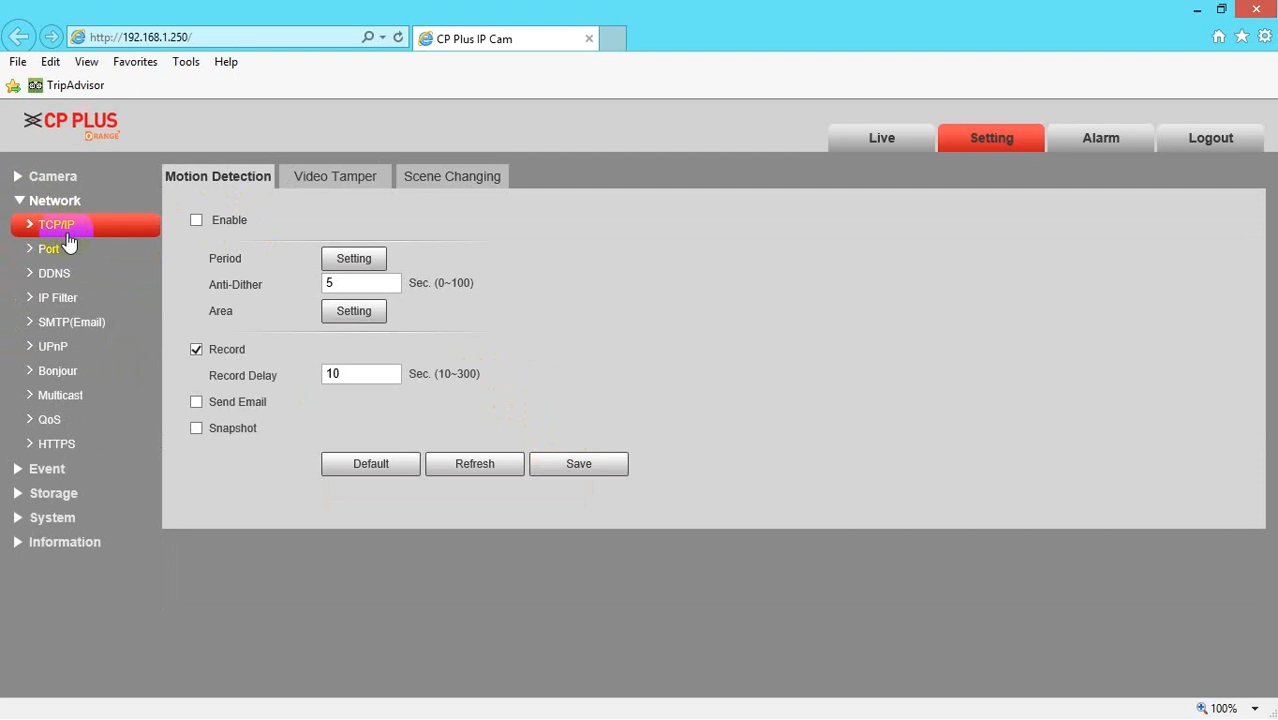 http://192.168.1.250/
CP Plus IP Cam
File Edit View Favorites Tools Help
TripAdvisor
CP PLUS
ORANGE
Live Setting Alarm Logout
Camera
Network
TCP/IP
Port
DDNS
IP Filter
SMTP(Email)
UPnP
Bonjour
Multicast
QoS
HTTPS
Event
Storage
System
Information
Motion Detection Video Tamper Scene Changing
Enable
Period Setting
Anti-Dither 5 Sec. (0~100)
Area Setting
Record
Record Delay 10 Sec. (10~300)
Send Email
Snapshot
Default Refresh Save
100%